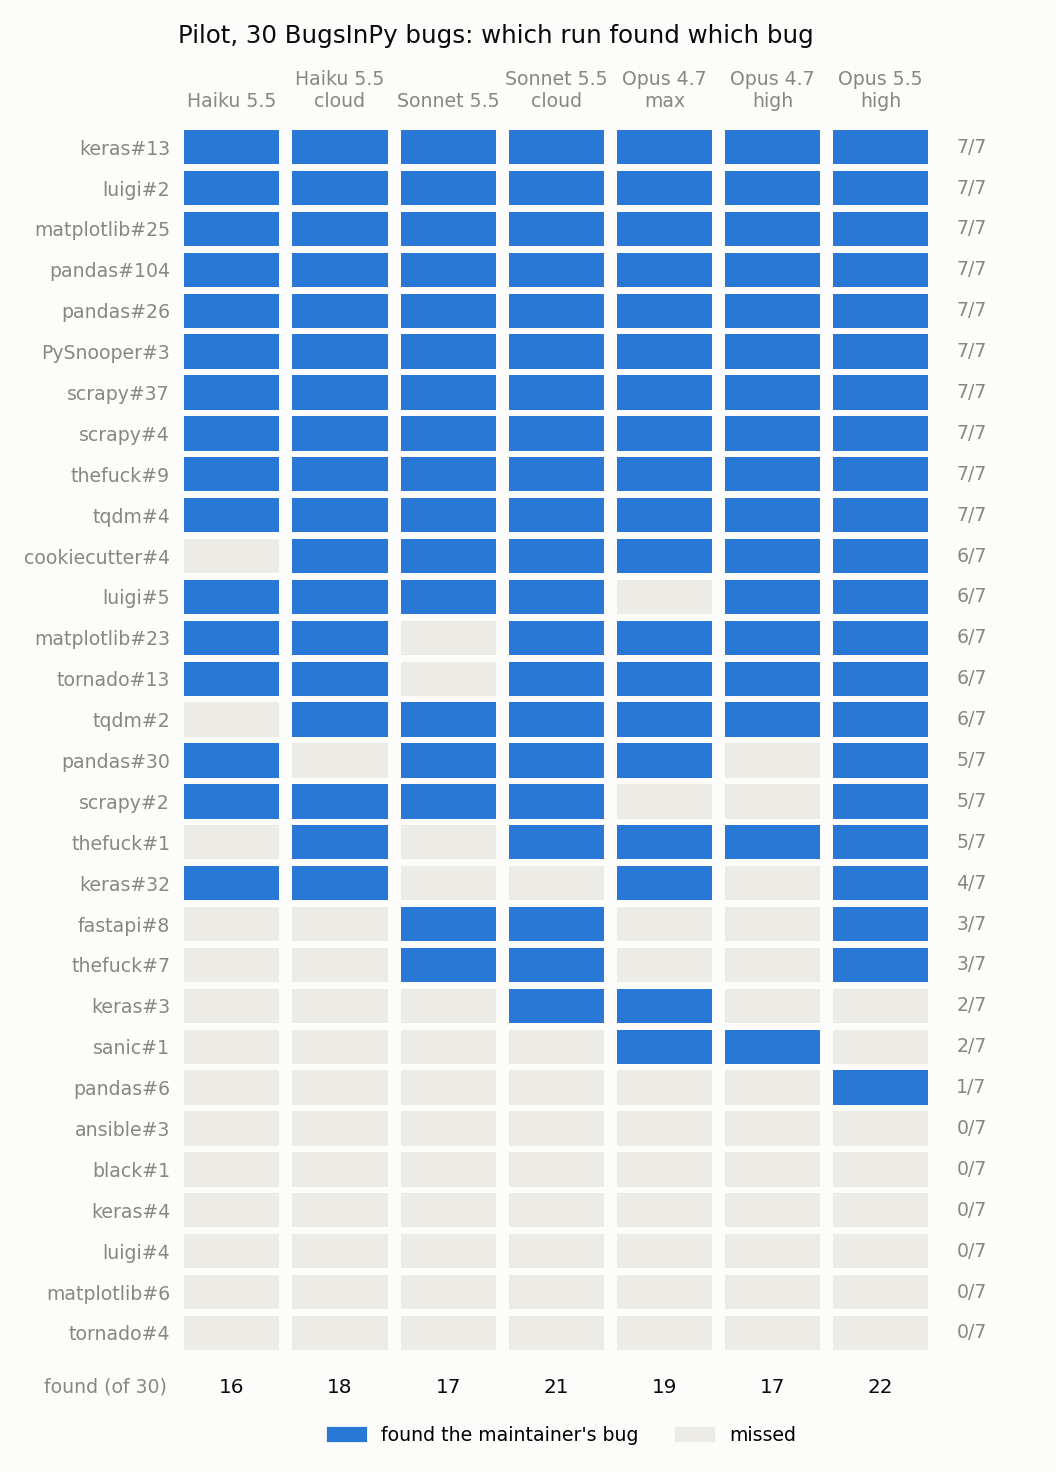 Pilot, 30 BugsInPy bugs: which run found which bug
Haiku 5.5
Haiku 5.5 cloud
Sonnet 5.5
Sonnet 5.5 cloud
Opus 4.7 max
Opus 4.7 high
Opus 5.5 high
keras#13 7/7
luigi#2 7/7
matplotlib#25 7/7
pandas#104 7/7
pandas#26 7/7
PySnooper#3 7/7
scrapy#37 7/7
scrapy#4 7/7
thefuck#9 7/7
tqdm#4 7/7
cookiecutter#4 6/7
luigi#5 6/7
matplotlib#23 6/7
tornado#13 6/7
tqdm#2 6/7
pandas#30 5/7
scrapy#2 5/7
thefuck#1 5/7
keras#32 4/7
fastapi#8 3/7
thefuck#7 3/7
keras#3 2/7
sanic#1 2/7
pandas#6 1/7
ansible#3 0/7
black#1 0/7
keras#4 0/7
luigi#4 0/7
matplotlib#6 0/7
tornado#4 0/7
found (of 30) 16 18 17 21 19 17 22
found the maintainer's bug missed